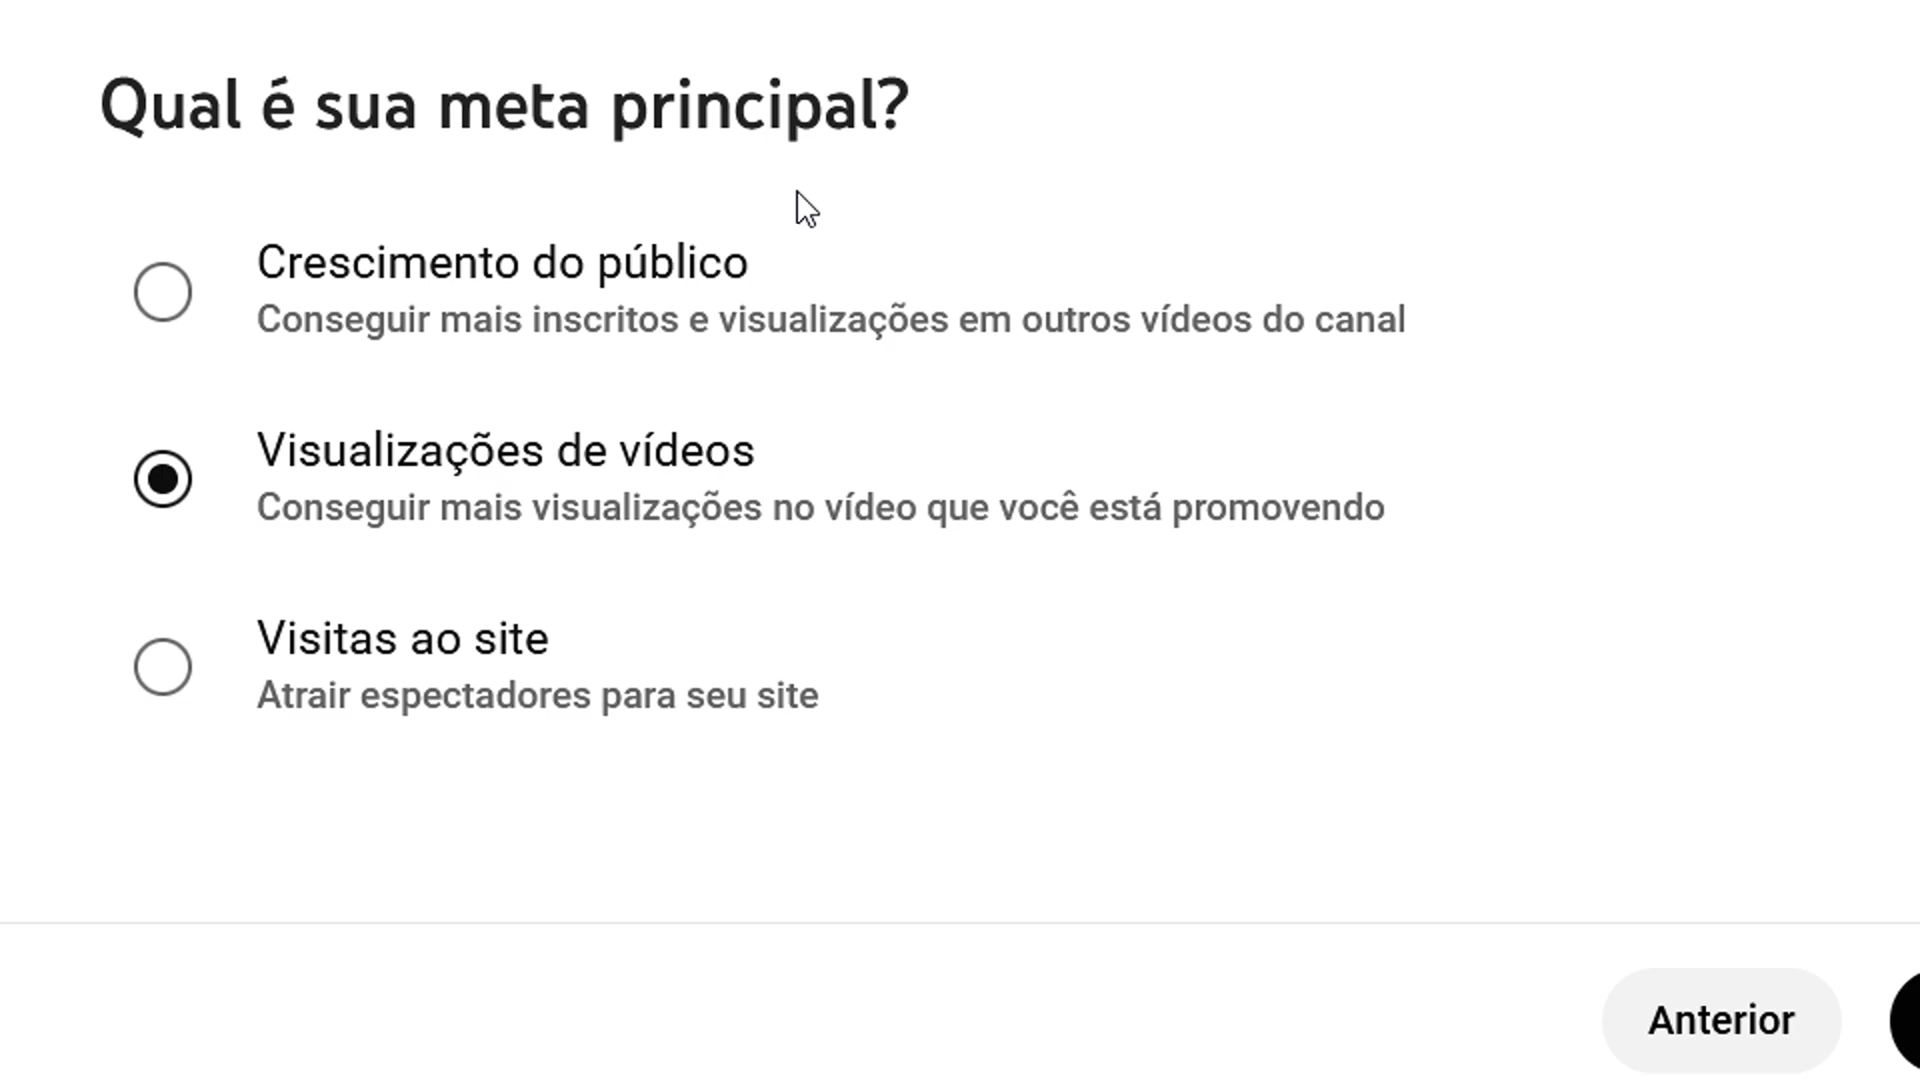 Qual é sua meta principal?
Crescimento do público
Conseguir mais inscritos e visualizações em outros vídeos do canal
Visualizações de vídeos
Conseguir mais visualizações no vídeo que você está promovendo
Visitas ao site
Atrair espectadores para seu site
Anterior